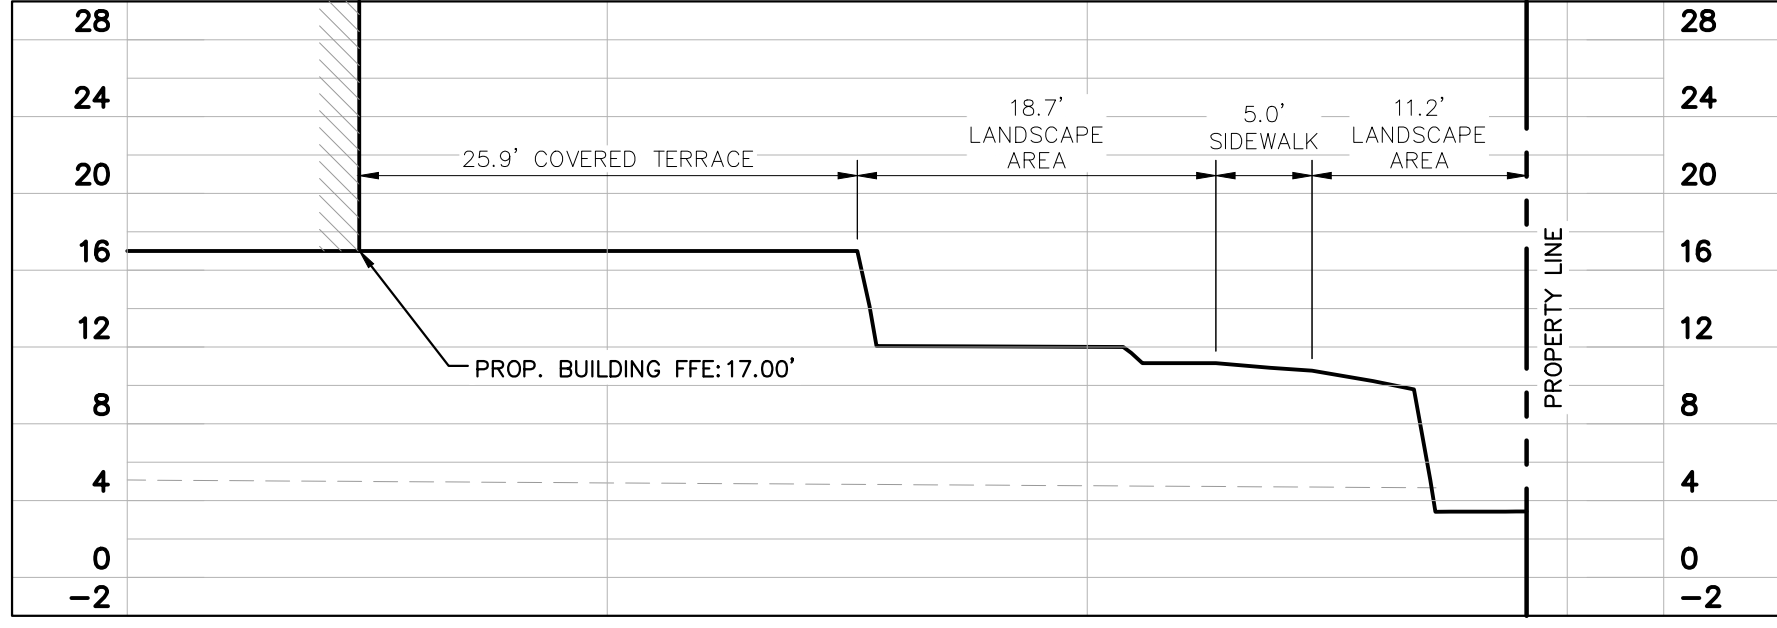 28
28
24
24
18.7'
LANDSCAPE
AREA
5.0'
SIDEWALK
11.2'
LANDSCAPE
AREA
25.9' COVERED TERRACE
20
20
16
16
PROPERTY LINE
12
12
PROP. BUILDING FFE:17.00'
8
8
4
4
0
0
-2
-2